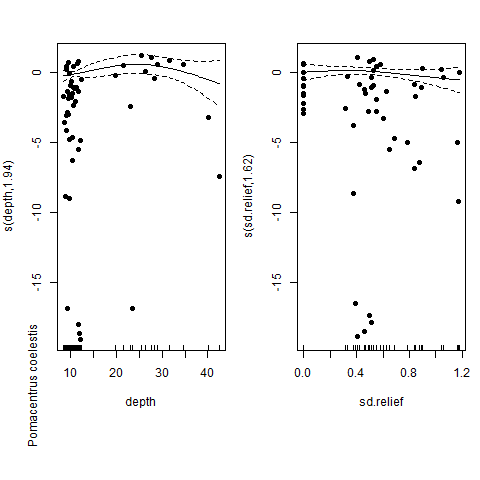 s(depth,1.94)
Pomacentrus coelestis
0
-5
-10
-15
10 20 30 40
depth
s(sd.relief,1.62)
0
-5
-10
-15
0.0 0.4 0.8 1.2
sd.relief